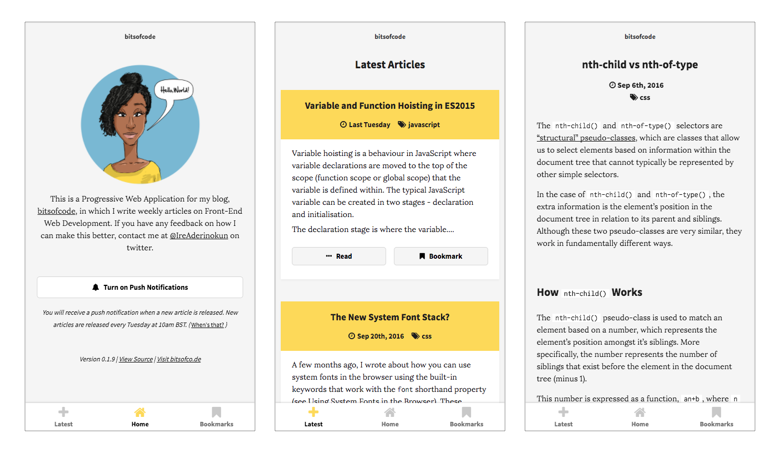 bitsofcode
Hello, World!
This is a Progressive Web Application for my blog,
bitsofcode, in which I write weekly articles on Front-End
Web Development. If you have any feedback on how I
can make this better, contact me at @IreAderinokun on
twitter.
Turn on Push Notifications
You will receive a push notification when a new article is released. New
articles are released every Tuesday at 10am BST. (When's that? )
Version 0.1.9 | View Source | Visit bitsofco.de
Latest
Home
Bookmarks
bitsofcode
Latest Articles
Variable and Function Hoisting in ES2015
Last Tuesday javascript
Variable hoisting is a behaviour in JavaScript where
variable declarations are moved to the top of the
scope (function scope or global scope) that the
variable is defined within. The typical JavaScript
variable can be created in two stages - declaration
and initialisation.
The declaration stage is where the variable....
Read
Bookmark
The New System Font Stack?
Sep 20th, 2016 css
A few months ago, I wrote about how you can use
system fonts in the browser using the built-in
keywords that work with the font shorthand property
(see Using System Fonts in the Browser). These
Latest
Home
Bookmarks
bitsofcode
nth-child vs nth-of-type
Sep 6th, 2016
css
The nth-child() and nth-of-type() selectors are
“structural” pseudo-classes, which are classes that allow
us to select elements based on information within the
document tree that cannot typically be represented by
other simple selectors.
In the case of nth-child() and nth-of-type() , the
extra information is the element's position in the
document tree in relation to its parent and siblings.
Although these two pseudo-classes are very similar, they
work in fundamentally different ways.
How nth-child() Works
The nth-child() pseudo-class is used to match an
element based on a number, which represents the
element's position amongst it's siblings. More
specifically, the number represents the number of
siblings that exist before the element in the document
tree (minus 1).
This number is expressed as a function, an+b , where n
Latest
Home
Bookmarks